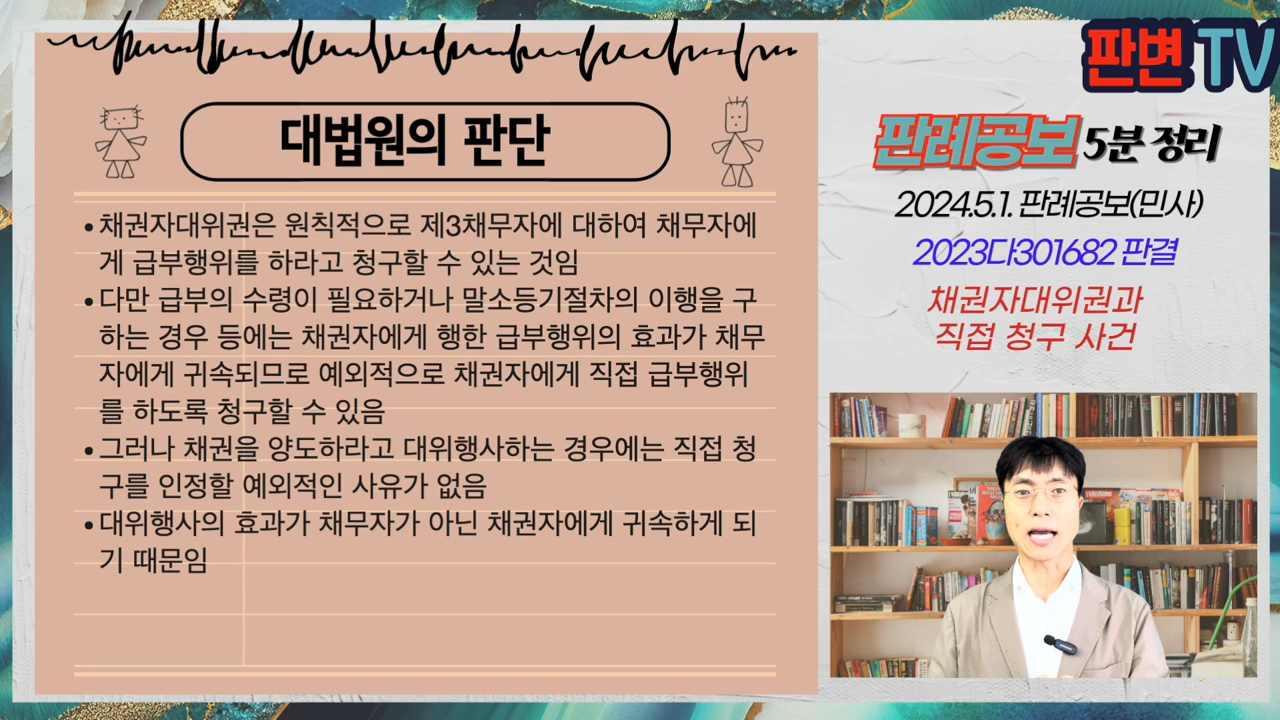 판변 TV
대법원의 판단
• 채권자대위권은 원칙적으로 제3채무자에 대하여 채무자에
게 급부행위를 하라고 청구할 수 있는 것임
• 다만 급부의 수령이 필요하거나 말소등기절차의 이행을 구
하는 경우 등에는 채권자에게 행한 급부행위의 효과가 채무
자에게 귀속되므로 예외적으로 채권자에게 직접 급부행위
를 하도록 청구할 수 있음
• 그러나 채권을 양도하라고 대위행사하는 경우에는 직접 청
구를 인정할 예외적인 사유가 없음
• 대위행사의 효과가 채무자가 아닌 채권자에게 귀속하게 되
기 때문임
판례공보 5분 정리
2024.5.1. 판례공보(민사)
2023다301682 판결
채권자대위권과
직접 청구 사건